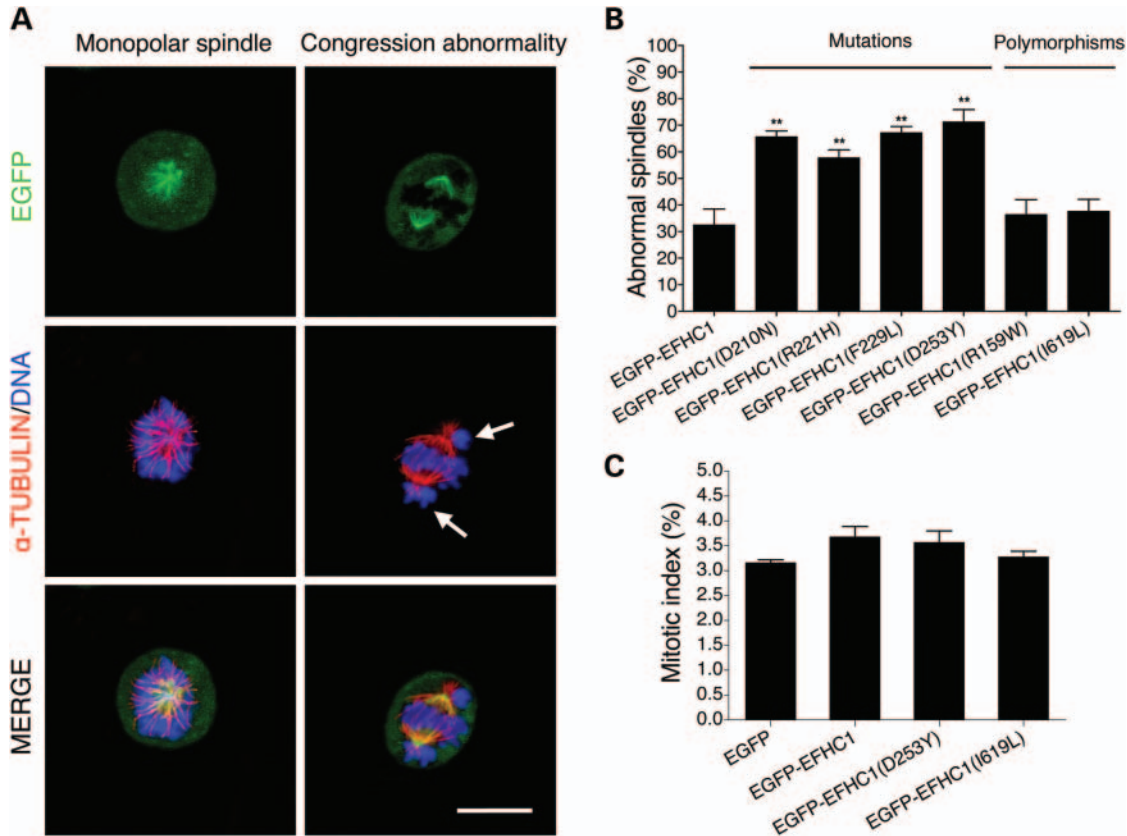 A
Monopolar spindle
Congression abnormality
EGFP
α-TUBULIN/DNA
MERGE
B
Mutations
Polymorphisms
Abnormal spindles (%)
100
90
80
70
60
50
40
30
20
10
0
**
**
**
**
EGFP-EFHC1
EGFP-EFHC1(D210N)
EGFP-EFHC1(R221H)
EGFP-EFHC1(F229L)
EGFP-EFHC1(D253Y)
EGFP-EFHC1(R159W)
EGFP-EFHC1(I619L)
C
Mitotic index (%)
5.0
4.5
4.0
3.5
3.0
2.5
2.0
1.5
1.0
0.5
0.0
EGFP
EGFP-EFHC1
EGFP-EFHC1(D253Y)
EGFP-EFHC1(I619L)